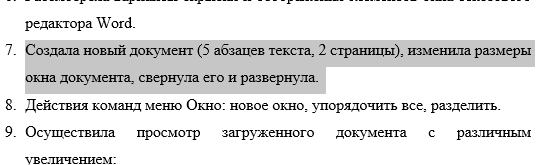 редактора Word.
7. Создала новый документ (5 абзацев текста, 2 страницы), изменила размеры
окна документа, свернула его и развернула.
8. Действия команд меню Окно: новое окно, упорядочить все, разделить.
9. Осуществила просмотр загруженного документа с различным
увеличением: